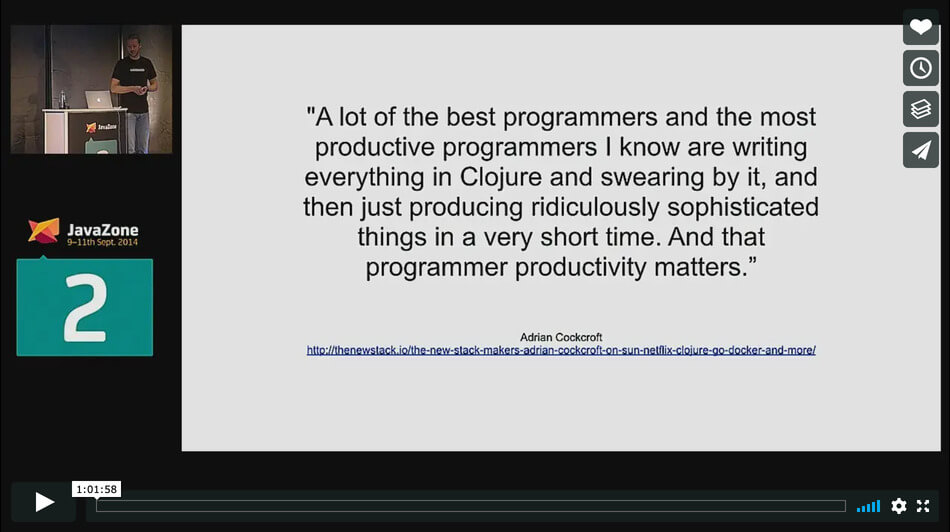 "A lot of the best programmers and the most
productive programmers I know are writing
everything in Clojure and swearing by it, and
then just producing ridiculously sophisticated
things in a very short time. And that
programmer productivity matters.”
Adrian Cockcroft
http://thenewstack.io/the-new-stack-makers-adrian-cockcroft-on-sun-netflix-clojure-go-docker-and-more/
JavaZone
JavaZone
9–11th Sept. 2014
2
1:01:58